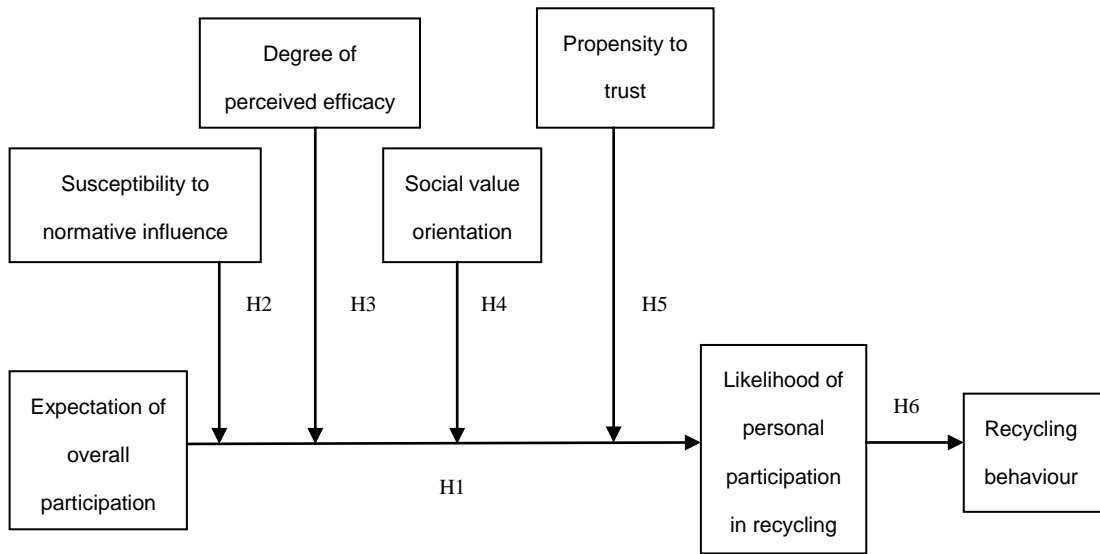 Degree of
perceived efficacy
Propensity to
trust
Susceptibility to
normative influence
Social value
orientation
H2
H3
H4
H5
Expectation of
overall
participation
H1
Likelihood of
personal
participation
in recycling
H6
Recycling
behaviour